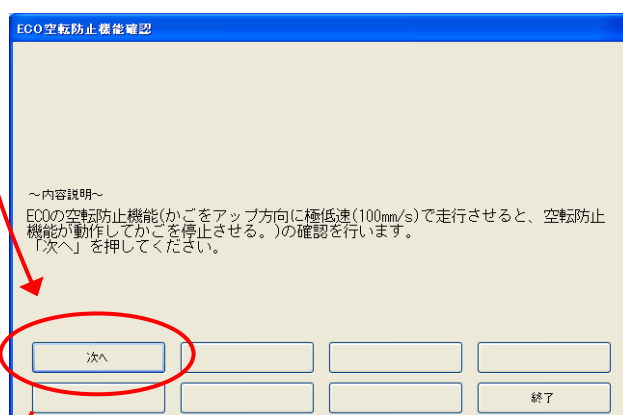 ECO空転防止機能確認
～内容説明～
ECOの空転防止機能(かごをアップ方向に極低速(100mm/s)で走行させると、空転防止
機能が動作してかごを停止させる。)の確認を行います。
「次へ」を押してください。
次へ
終了